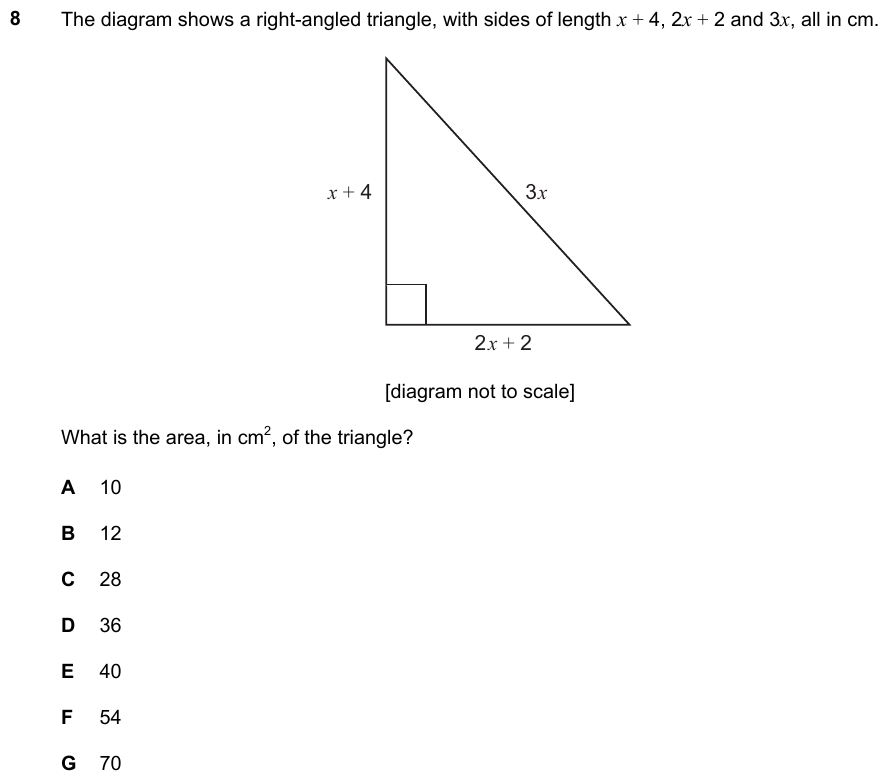 8 The diagram shows a right-angled triangle, with sides of length x + 4, 2x + 2 and 3x, all in cm.
x + 4
3x
2x + 2
[diagram not to scale]
What is the area, in cm², of the triangle?
A 10
B 12
C 28
D 36
E 40
F 54
G 70